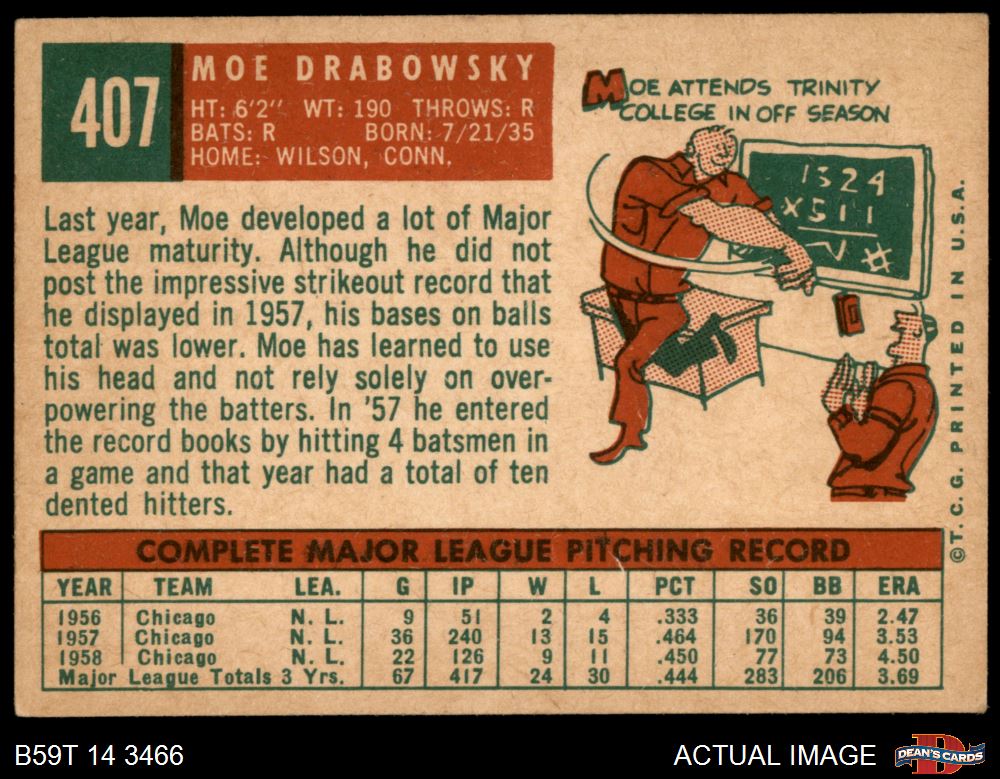 407
MOE DRABOWSKY
HT: 6'2" WT: 190 THROWS: R
BATS: R BORN: 7/21/35
HOME: WILSON, CONN.
MOE ATTENDS TRINITY
COLLEGE IN OFF SEASON
1324
X511
Last year, Moe developed a lot of Major
League maturity. Although he did not
post the impressive strikeout record that
he displayed in 1957, his bases on balls
total was lower. Moe has learned to use
his head and not rely solely on over-
powering the batters. In '57 he entered
the record books by hitting 4 batsmen in
a game and that year had a total of ten
dented hitters.
©T. C. G. PRINTED IN U.S.A.
COMPLETE MAJOR LEAGUE PITCHING RECORD
YEAR TEAM LEA. G IP W L PCT SO BB ERA
1956 Chicago N. L. 9 51 2 4 .333 36 39 2.47
1957 Chicago N. L. 36 240 13 15 .464 170 94 3.53
1958 Chicago N. L. 22 126 9 11 .450 77 73 4.50
Major League Totals 3 Yrs. 67 417 24 30 .444 283 206 3.69
B59T 14 3466
ACTUAL IMAGE
D
DEAN'S CARDS